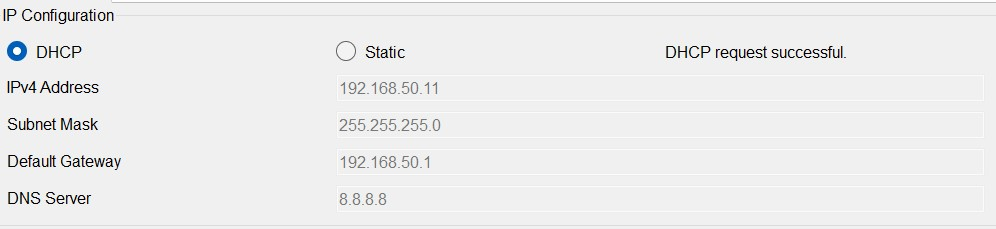 IP Configuration
DHCP Static DHCP request successful.
IPv4 Address 192.168.50.11
Subnet Mask 255.255.255.0
Default Gateway 192.168.50.1
DNS Server 8.8.8.8